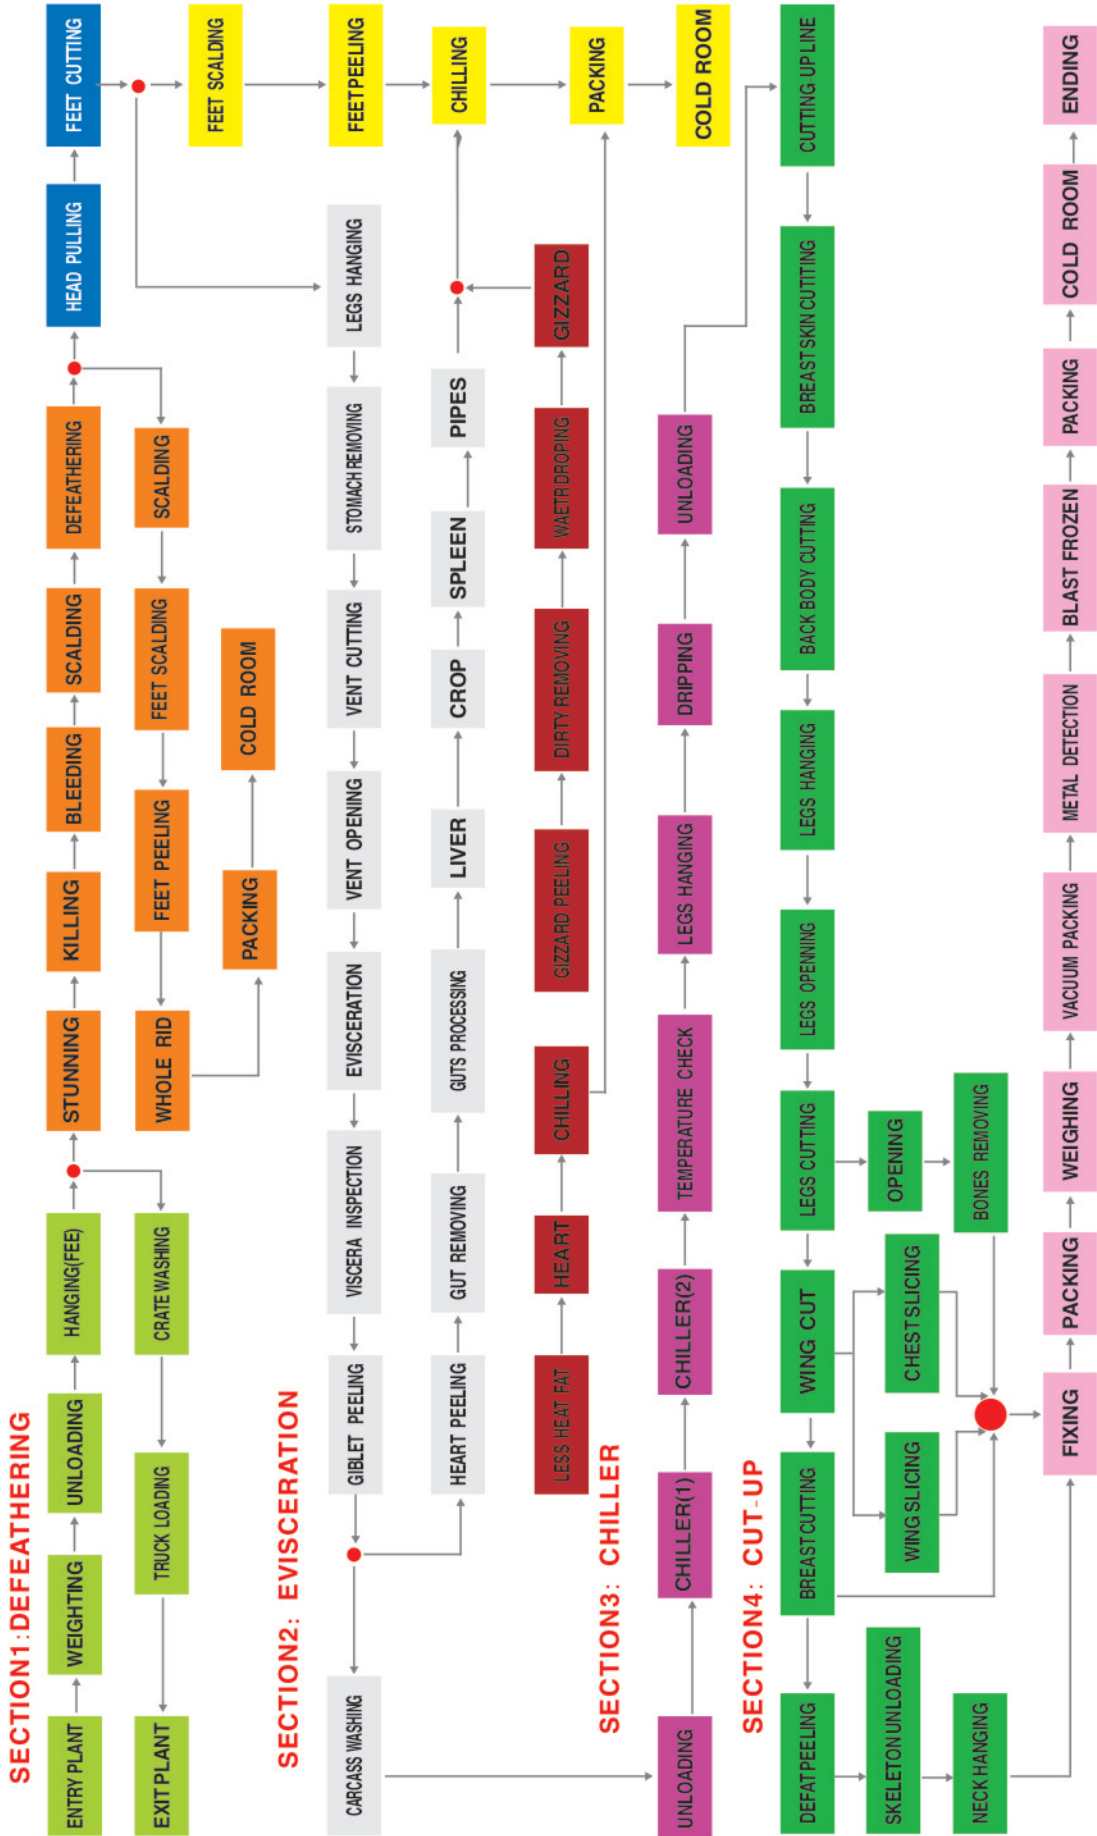 SECTION1:DEFEATHERING
ENTRY PLANT
WEIGHTING
UNLOADING
HANGING(FEE)
STUNNING
KILLING
BLEEDING
SCALDING
DEFEATHERING
HEAD PULLING
FEET CUTTING
EXIT PLANT
TRUCK LOADING
CRATE WASHING
WHOLE RID
FEET PEELING
FEET SCALDING
SCALDING
FEET SCALDING
PACKING
COLD ROOM
SECTION2: EVISCERATION
CARCASS WASHING
GIBLET PEELING
VISCERA INSPECTION
EVISCERATION
VENT OPENING
VENT CUTTING
STOMACH REMOVING
LEGS HANGING
FEET PEELING
HEART PEELING
GUT REMOVING
GUTS PROCESSING
LIVER
CROP
SPLEEN
PIPES
CHILLING
LESS HEAT FAT
HEART
CHILLING
GIZZARD PEELING
DIRTY REMOVING
WAETR DROPING
GIZZARD
PACKING
SECTION3: CHILLER
UNLOADING
CHILLER(1)
CHILLER(2)
TEMPERATURE CHECK
LEGS HANGING
DRIPPING
UNLOADING
COLD ROOM
SECTION4: CUT-UP
DEFAT PEELING
BREAST CUTTING
WING CUT
LEGS CUTTING
LEGS OPENNING
LEGS HANGING
BACK BODY CUTTING
BREAST SKIN CUTITING
CUTTING-UP LINE
SKELETON UNLOADING
WING SLICING
CHEST SLICING
OPENING
NECK HANGING
BONES REMOVING
FIXING
PACKING
WEIGHING
VACUUM PACKING
METAL DETECTION
BLAST FROZEN
PACKING
COLD ROOM
ENDING